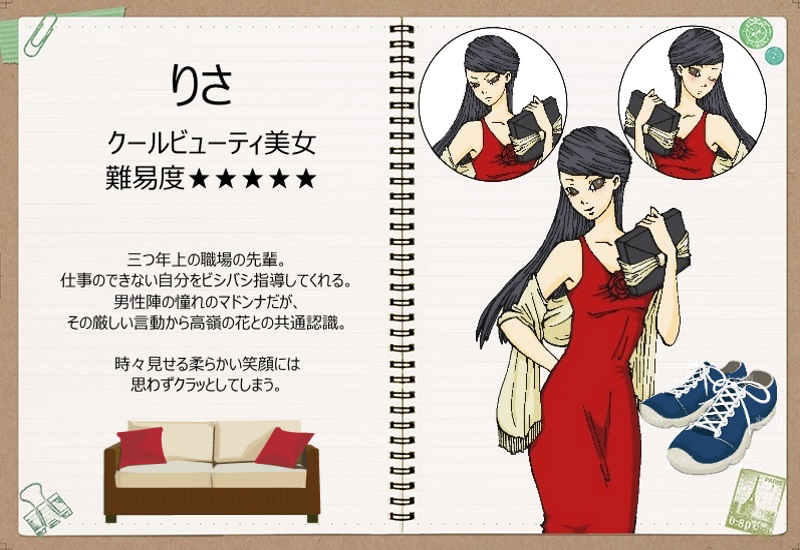 りさ
クールビューティ美女
難易度★★★★★
三つ年上の職場の先輩。
仕事のできない自分をビシバシ指導してくれる。
男性陣の憧れのマドンナだが、
その厳しい言動から高嶺の花との共通認識。
時々見せる柔らかい笑顔には
思わずクラッとしてしまう。
PARIS
0-80